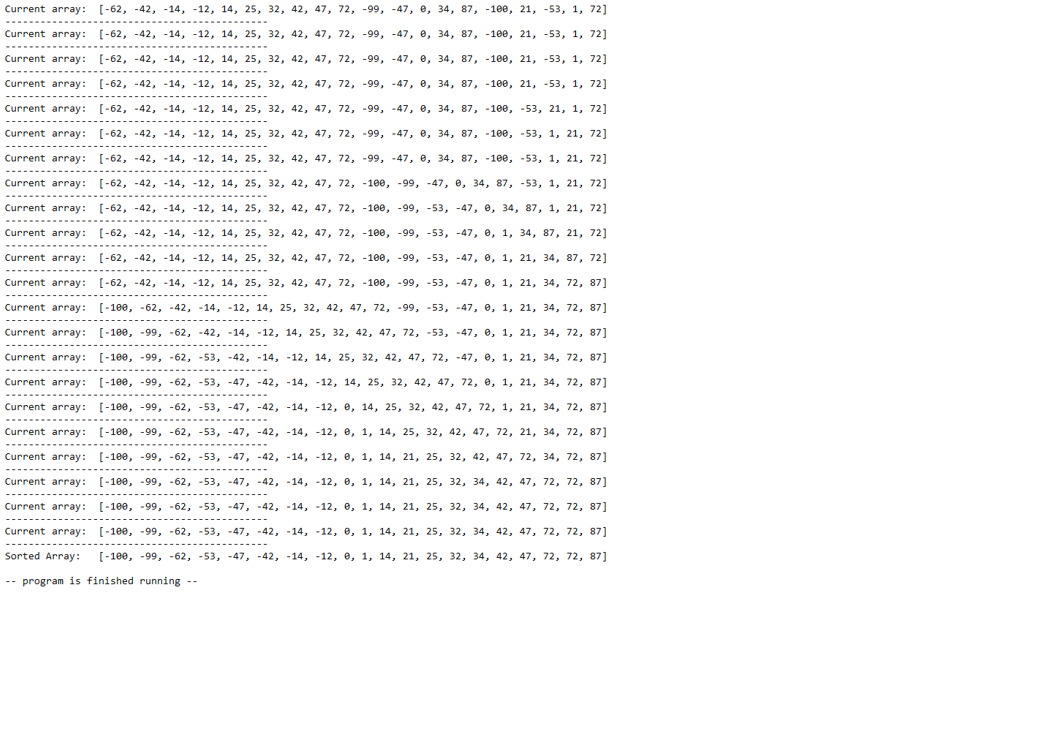 Current array:  [-62, -42, -14, -12, 14, 25, 32, 42, 47, 72, -99, -47, 0, 34, 87, -100, 21, -53, 1, 72]
---------------------------------------------
Current array:  [-62, -42, -14, -12, 14, 25, 32, 42, 47, 72, -99, -47, 0, 34, 87, -100, 21, -53, 1, 72]
---------------------------------------------
Current array:  [-62, -42, -14, -12, 14, 25, 32, 42, 47, 72, -99, -47, 0, 34, 87, -100, 21, -53, 1, 72]
---------------------------------------------
Current array:  [-62, -42, -14, -12, 14, 25, 32, 42, 47, 72, -99, -47, 0, 34, 87, -100, 21, -53, 1, 72]
---------------------------------------------
Current array:  [-62, -42, -14, -12, 14, 25, 32, 42, 47, 72, -99, -47, 0, 34, 87, -100, -53, 21, 1, 72]
---------------------------------------------
Current array:  [-62, -42, -14, -12, 14, 25, 32, 42, 47, 72, -99, -47, 0, 34, 87, -100, -53, 1, 21, 72]
---------------------------------------------
Current array:  [-62, -42, -14, -12, 14, 25, 32, 42, 47, 72, -99, -47, 0, 34, 87, -100, -53, 1, 21, 72]
---------------------------------------------
Current array:  [-62, -42, -14, -12, 14, 25, 32, 42, 47, 72, -100, -99, -47, 0, 34, 87, -53, 1, 21, 72]
---------------------------------------------
Current array:  [-62, -42, -14, -12, 14, 25, 32, 42, 47, 72, -100, -99, -53, -47, 0, 34, 87, 1, 21, 72]
---------------------------------------------
Current array:  [-62, -42, -14, -12, 14, 25, 32, 42, 47, 72, -100, -99, -53, -47, 0, 1, 34, 87, 21, 72]
---------------------------------------------
Current array:  [-62, -42, -14, -12, 14, 25, 32, 42, 47, 72, -100, -99, -53, -47, 0, 1, 21, 34, 87, 72]
---------------------------------------------
Current array:  [-62, -42, -14, -12, 14, 25, 32, 42, 47, 72, -100, -99, -53, -47, 0, 1, 21, 34, 72, 87]
---------------------------------------------
Current array:  [-100, -62, -42, -14, -12, 14, 25, 32, 42, 47, 72, -99, -53, -47, 0, 1, 21, 34, 72, 87]
---------------------------------------------
Current array:  [-100, -99, -62, -42, -14, -12, 14, 25, 32, 42, 47, 72, -53, -47, 0, 1, 21, 34, 72, 87]
---------------------------------------------
Current array:  [-100, -99, -62, -53, -42, -14, -12, 14, 25, 32, 42, 47, 72, -47, 0, 1, 21, 34, 72, 87]
---------------------------------------------
Current array:  [-100, -99, -62, -53, -47, -42, -14, -12, 14, 25, 32, 42, 47, 72, 0, 1, 21, 34, 72, 87]
---------------------------------------------
Current array:  [-100, -99, -62, -53, -47, -42, -14, -12, 0, 14, 25, 32, 42, 47, 72, 1, 21, 34, 72, 87]
---------------------------------------------
Current array:  [-100, -99, -62, -53, -47, -42, -14, -12, 0, 1, 14, 25, 32, 42, 47, 72, 21, 34, 72, 87]
---------------------------------------------
Current array:  [-100, -99, -62, -53, -47, -42, -14, -12, 0, 1, 14, 21, 25, 32, 42, 47, 72, 34, 72, 87]
---------------------------------------------
Current array:  [-100, -99, -62, -53, -47, -42, -14, -12, 0, 1, 14, 21, 25, 32, 34, 42, 47, 72, 72, 87]
---------------------------------------------
Current array:  [-100, -99, -62, -53, -47, -42, -14, -12, 0, 1, 14, 21, 25, 32, 34, 42, 47, 72, 72, 87]
---------------------------------------------
Current array:  [-100, -99, -62, -53, -47, -42, -14, -12, 0, 1, 14, 21, 25, 32, 34, 42, 47, 72, 72, 87]
---------------------------------------------
Sorted Array:   [-100, -99, -62, -53, -47, -42, -14, -12, 0, 1, 14, 21, 25, 32, 34, 42, 47, 72, 72, 87]
-- program is finished running --